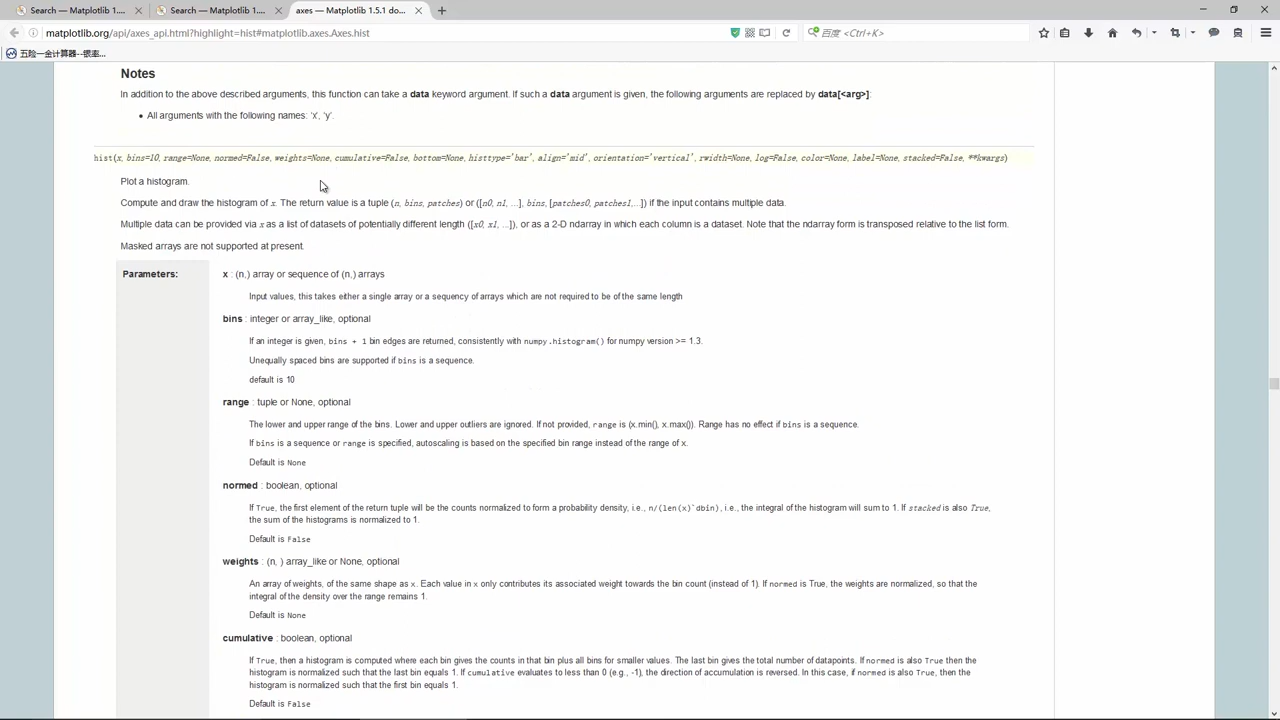 Search — Matplotlib 1....
Search — Matplotlib 1....
axes — Matplotlib 1.5.1 do...
matplotlib.org/api/axes_api.html?highlight=hist#matplotlib.axes.Axes.hist
百度 <Ctrl+K>
五险一金计算器--银率...
Notes
In addition to the above described arguments, this function can take a data keyword argument. If such a data argument is given, the following arguments are replaced by data[<arg>]:
• All arguments with the following names: 'x', 'y'.
hist(x, bins=10, range=None, normed=False, weights=None, cumulative=False, bottom=None, histtype='bar', align='mid', orientation='vertical', rwidth=None, log=False, color=None, label=None, stacked=False, **kwargs)
Plot a histogram.
Compute and draw the histogram of x. The return value is a tuple (n, bins, patches) or ([n0, n1, ...], bins, [patches0, patches1,...]) if the input contains multiple data.
Multiple data can be provided via x as a list of datasets of potentially different length ([x0, x1, ...]), or as a 2-D ndarray in which each column is a dataset. Note that the ndarray form is transposed relative to the list form.
Masked arrays are not supported at present.
Parameters:
x : (n,) array or sequence of (n,) arrays
Input values, this takes either a single array or a sequency of arrays which are not required to be of the same length
bins : integer or array_like, optional
If an integer is given, bins + 1 bin edges are returned, consistently with numpy.histogram() for numpy version >= 1.3.
Unequally spaced bins are supported if bins is a sequence.
default is 10
range : tuple or None, optional
The lower and upper range of the bins. Lower and upper outliers are ignored. If not provided, range is (x.min(), x.max()). Range has no effect if bins is a sequence.
If bins is a sequence or range is specified, autoscaling is based on the specified bin range instead of the range of x.
Default is None
normed : boolean, optional
If True, the first element of the return tuple will be the counts normalized to form a probability density, i.e., n/(len(x)`dbin), i.e., the integral of the histogram will sum to 1. If stacked is also True,
the sum of the histograms is normalized to 1.
Default is False
weights : (n, ) array_like or None, optional
An array of weights, of the same shape as x. Each value in x only contributes its associated weight towards the bin count (instead of 1). If normed is True, the weights are normalized, so that the
integral of the density over the range remains 1.
Default is None
cumulative : boolean, optional
If True, then a histogram is computed where each bin gives the counts in that bin plus all bins for smaller values. The last bin gives the total number of datapoints. If normed is also True then the
histogram is normalized such that the last bin equals 1. If cumulative evaluates to less than 0 (e.g., -1), the direction of accumulation is reversed. In this case, if normed is also True, then the
histogram is normalized such that the first bin equals 1.
Default is False